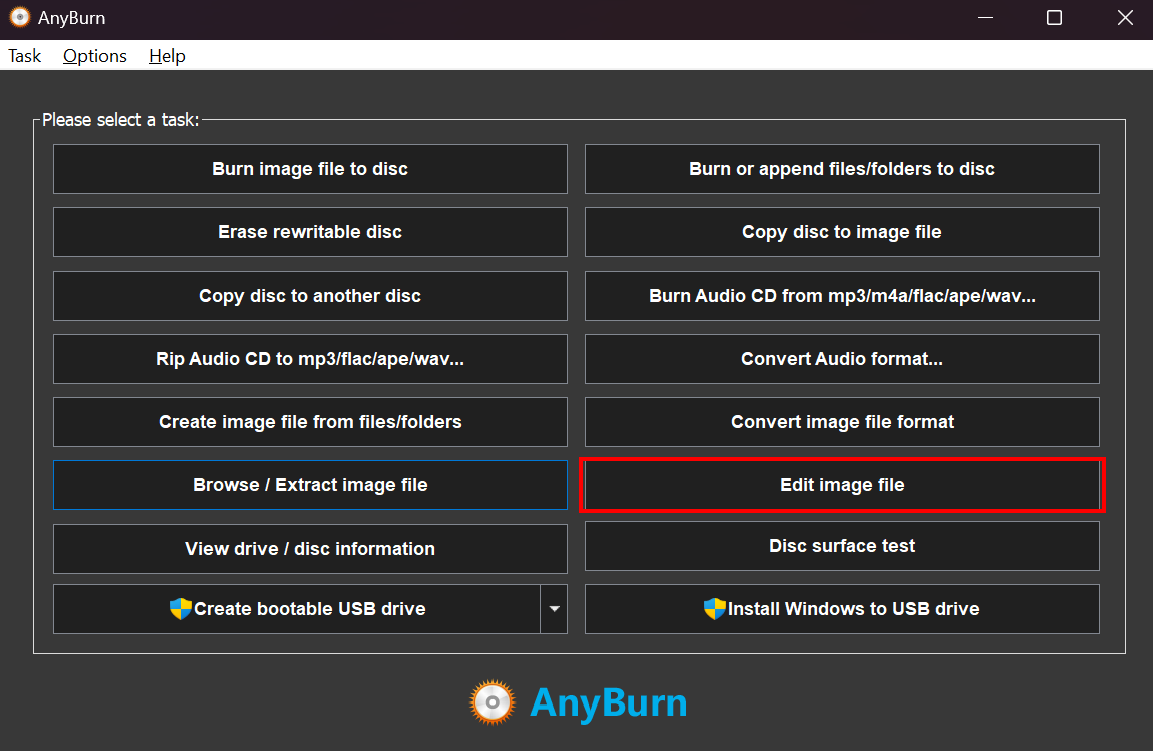 AnyBurn
Task Options Help
Please select a task:
Burn image file to disc
Burn or append files/folders to disc
Erase rewritable disc
Copy disc to image file
Copy disc to another disc
Burn Audio CD from mp3/m4a/flac/ape/wav...
Rip Audio CD to mp3/flac/ape/wav...
Convert Audio format...
Create image file from files/folders
Convert image file format
Browse / Extract image file
Edit image file
View drive / disc information
Disc surface test
Create bootable USB drive
Install Windows to USB drive
AnyBurn